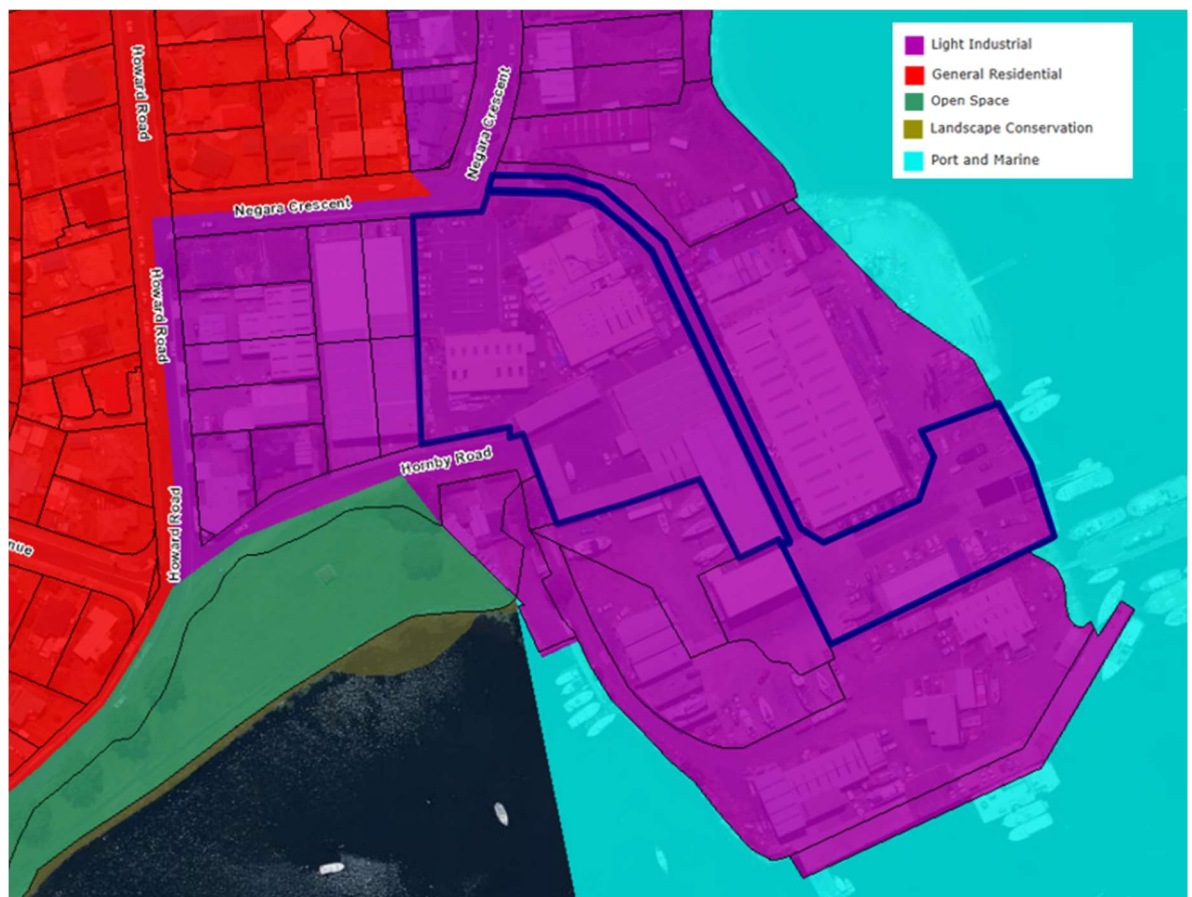 Light Industrial
General Residential
Open Space
Landscape Conservation
Port and Marine
Howard Road
Negara Crescent
Negara Crescent
Howard Road
Hornby Road
Howard Road
nue